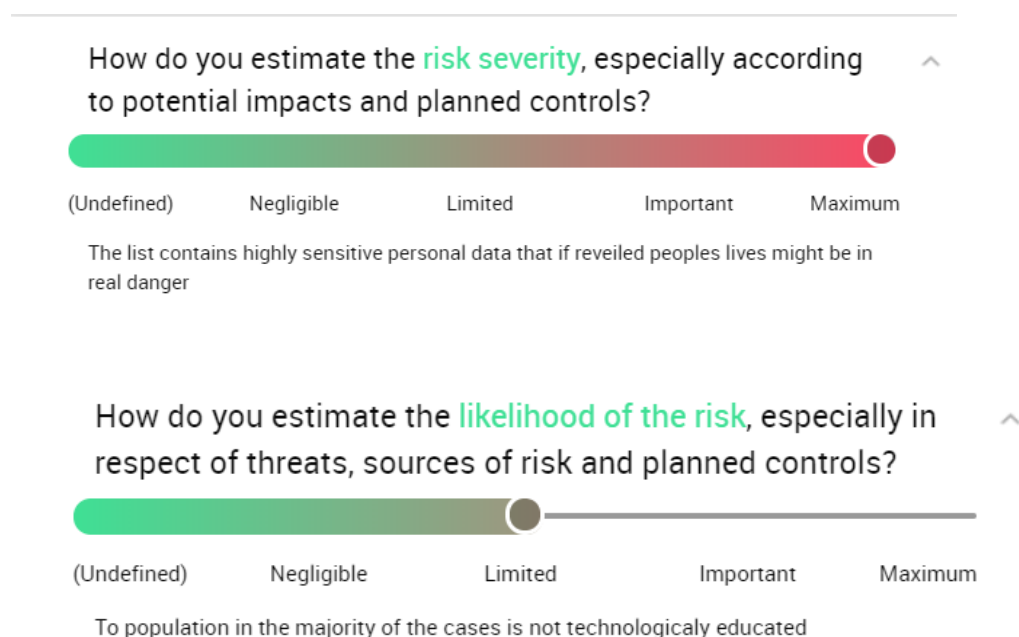 How do you estimate the risk severity, especially according
to potential impacts and planned controls?
(Undefined) Negligible Limited Important Maximum
The list contains highly sensitive personal data that if reveiled peoples lives might be in
real danger
How do you estimate the likelihood of the risk, especially in
respect of threats, sources of risk and planned controls?
(Undefined) Negligible Limited Important Maximum
To population in the majority of the cases is not technologicaly educated